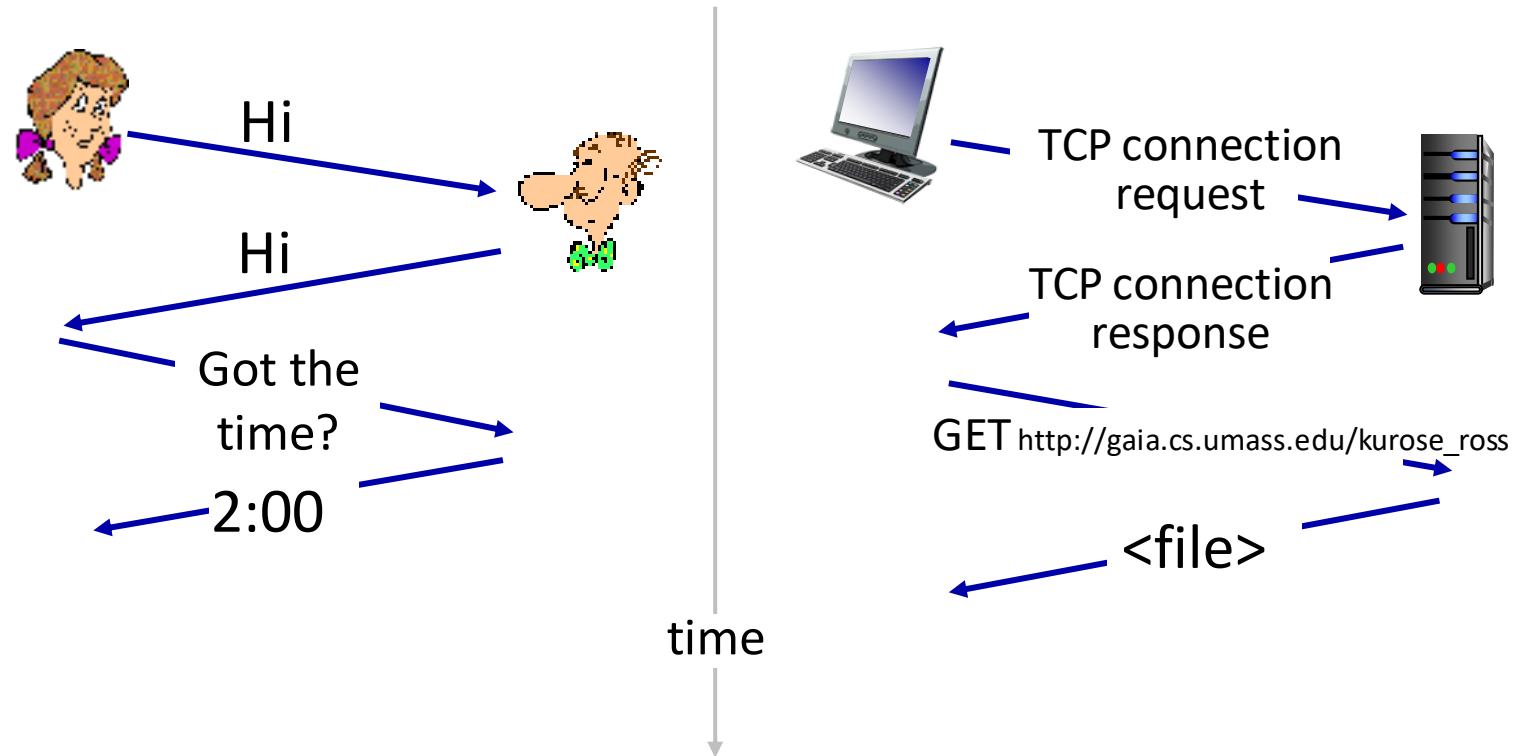 Hi
Hi
Got the
time?
2:00
time
TCP connection
request
TCP connection
response
GET http://gaia.cs.umass.edu/kurose_ross
<file>